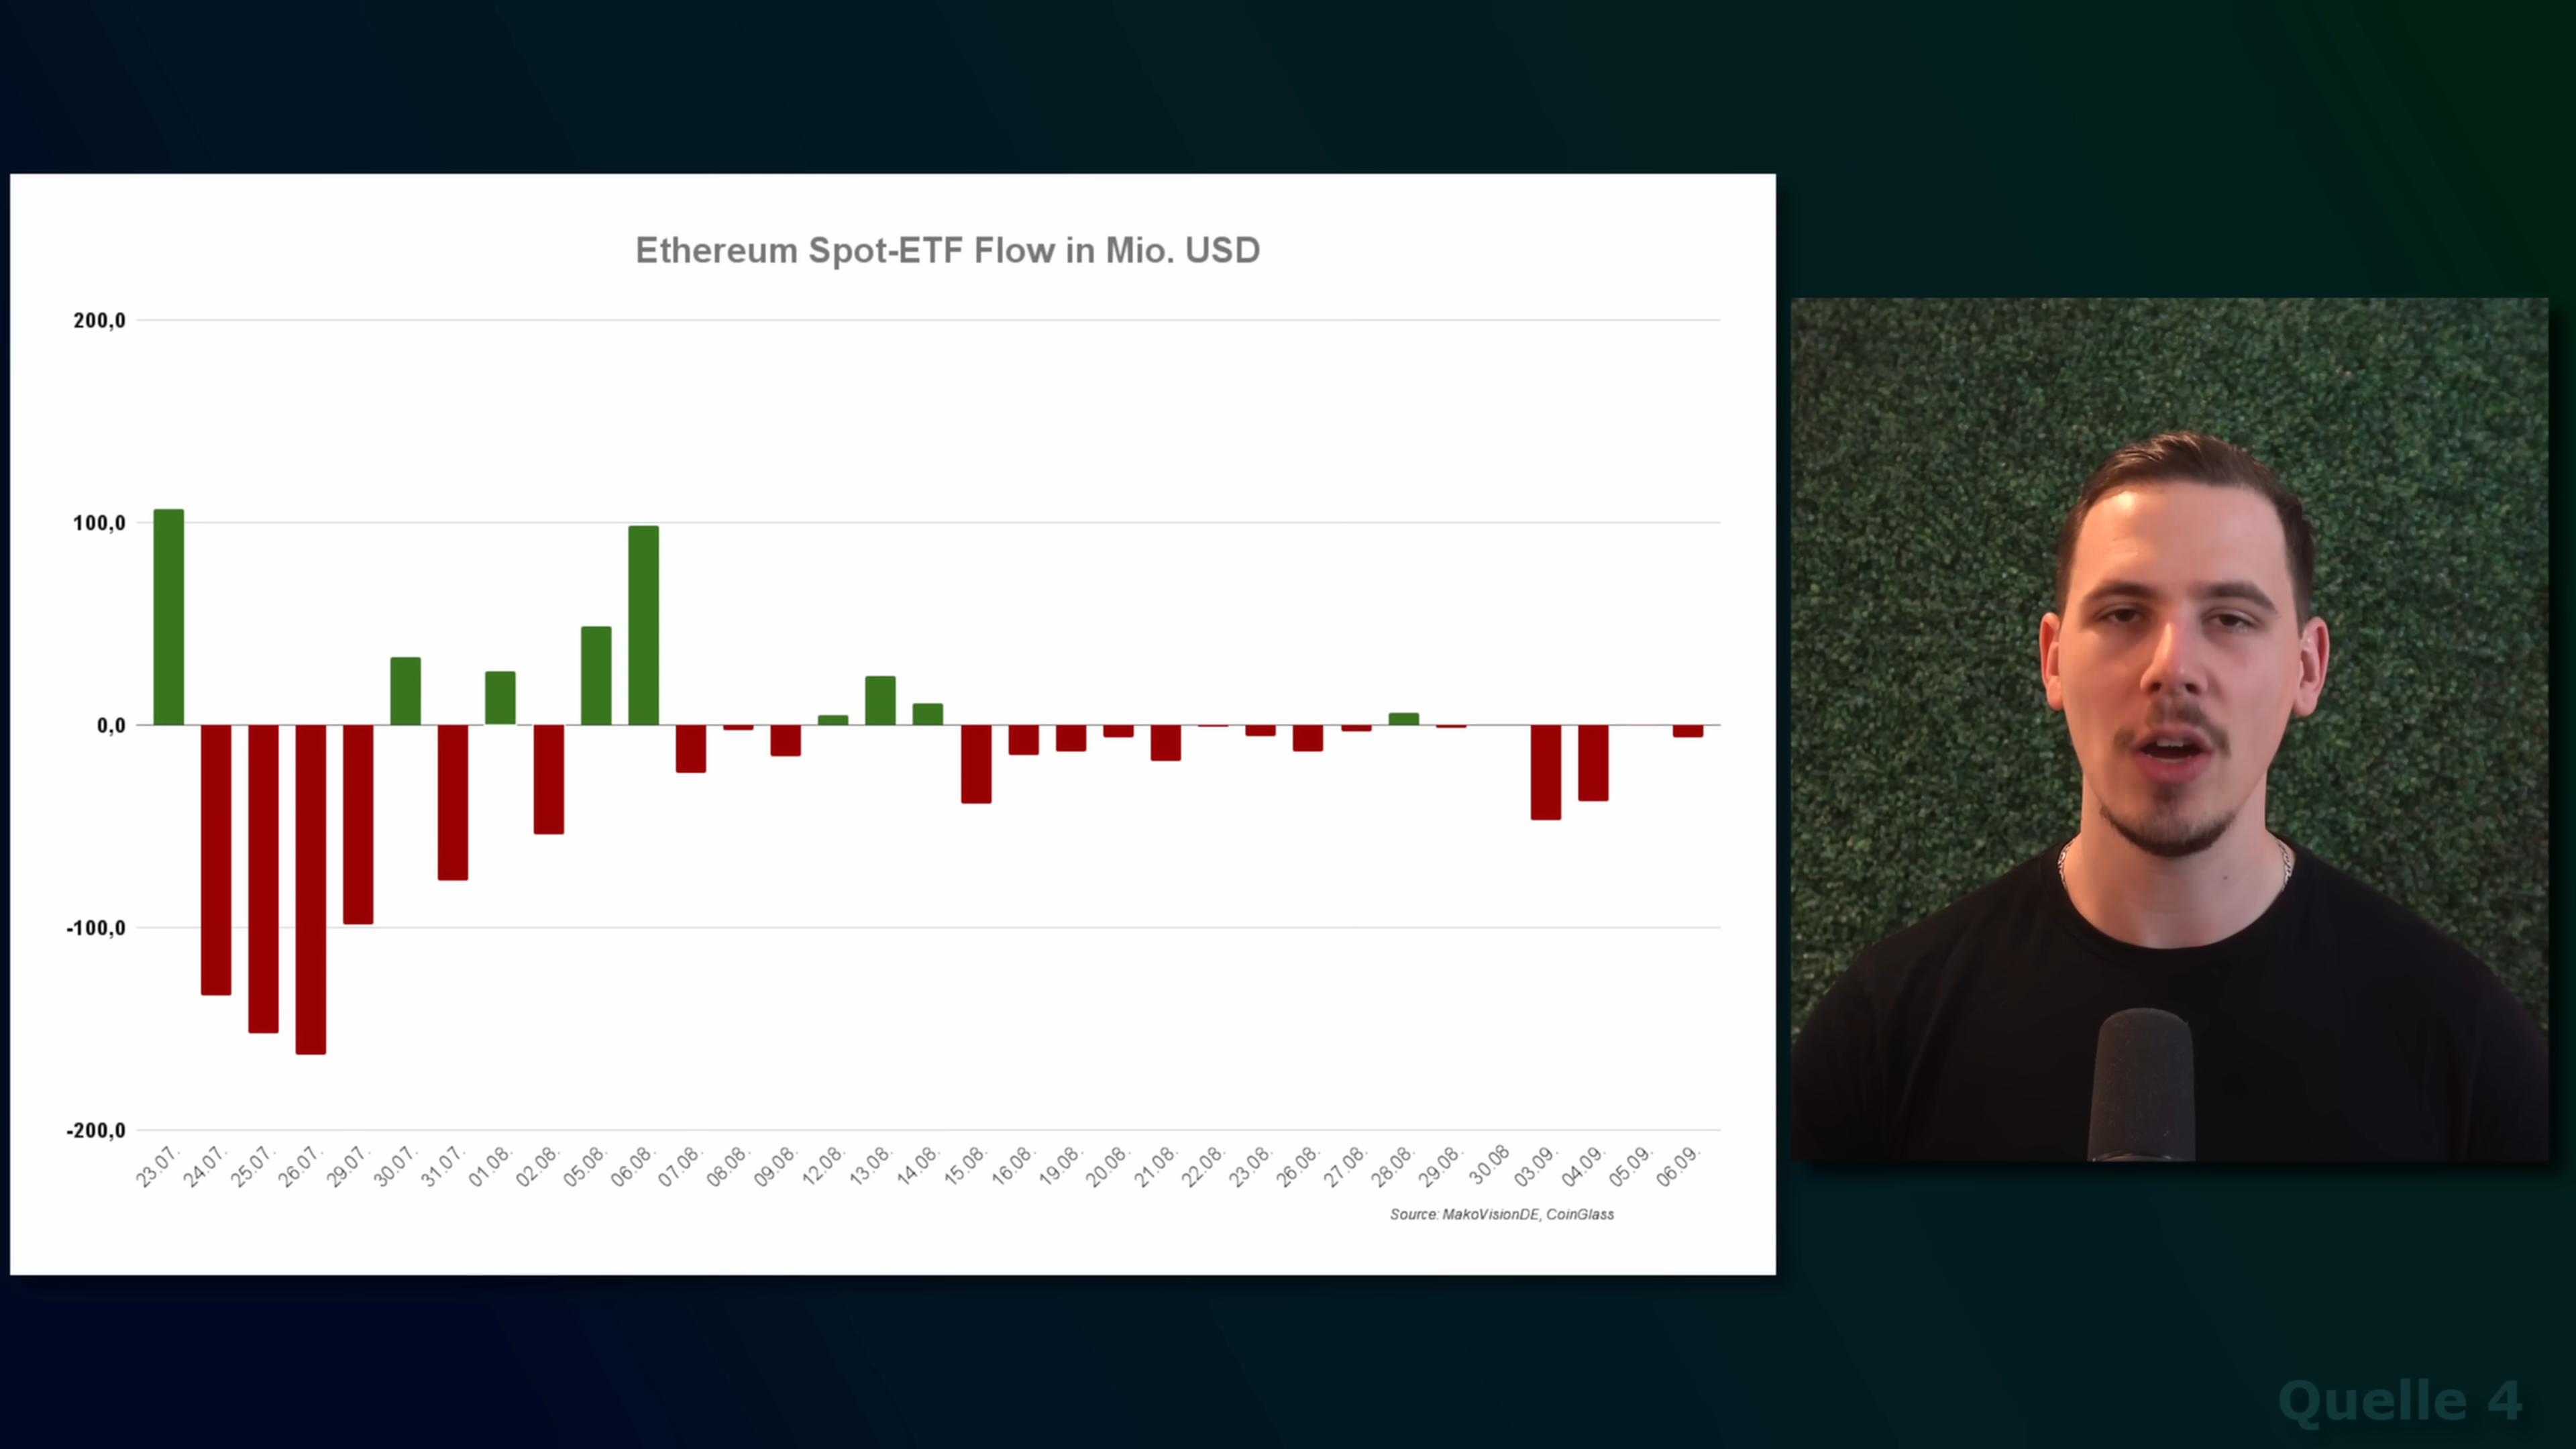 Ethereum Spot-ETF Flow in Mio. USD
200,0
100,0
0,0
-100,0
-200,0
23.07. 24.07. 25.07. 26.07. 29.07. 30.07. 31.07. 01.08. 02.08. 05.08. 06.08. 07.08. 08.08. 09.08. 12.08. 13.08. 14.08. 15.08. 16.08. 19.08. 20.08. 21.08. 22.08. 23.08. 26.08. 27.08. 28.08. 29.08. 30.08 03.09. 04.09. 05.09. 06.09.
Source: MakoVisionDE, CoinGlass
Quelle 4